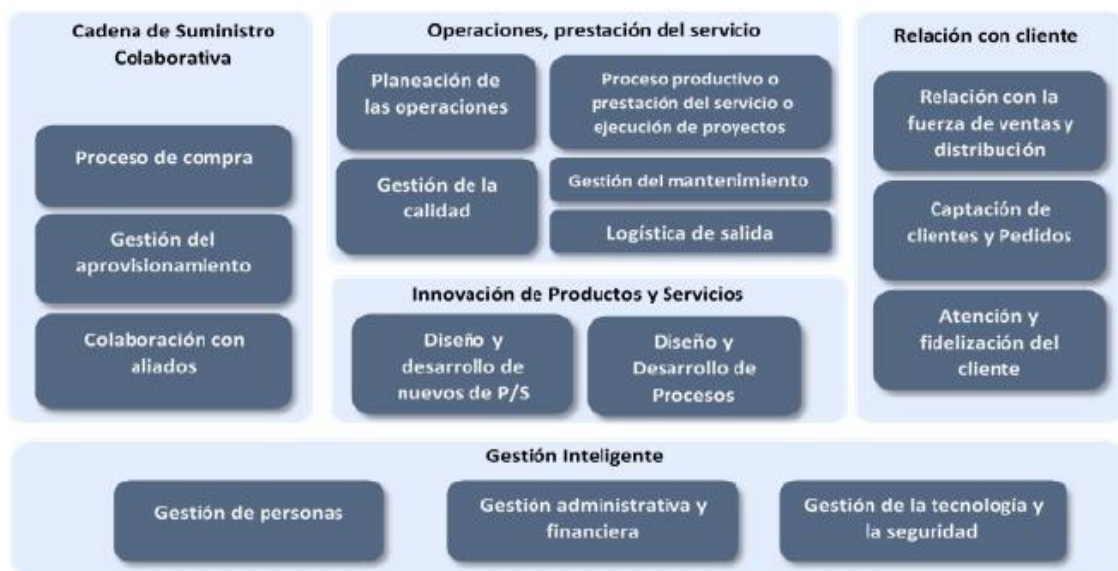 Cadena de Suministro
Colaborativa
Proceso de compra
Gestión del
aprovisionamiento
Colaboración con
aliados
Operaciones, prestación del servicio
Planeación de
las operaciones
Proceso productivo o
prestación del servicio o
ejecución de proyectos
Gestión de la
calidad
Gestión del mantenimiento
Logística de salida
Innovación de Productos y Servicios
Diseño y
desarrollo de
nuevos de P/S
Diseño y
Desarrollo de
Procesos
Relación con cliente
Relación con la
fuerza de ventas y
distribución
Captación de
clientes y Pedidos
Atención y
fidelización del
cliente
Gestión Inteligente
Gestión de personas
Gestión administrativa y
financiera
Gestión de la tecnología y
la seguridad